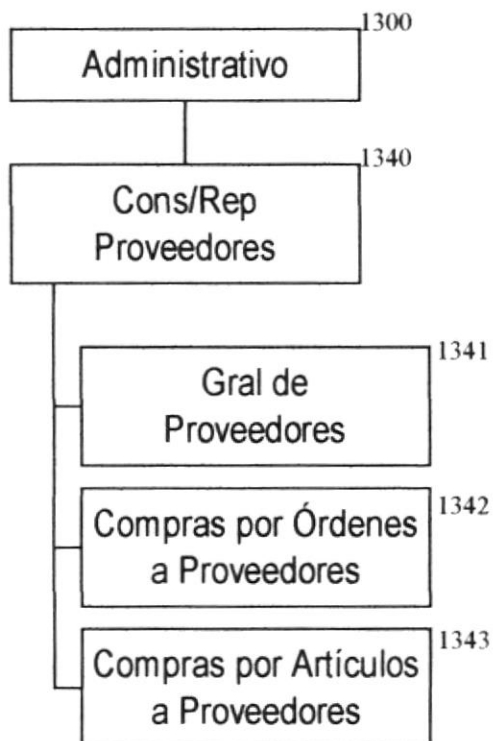 1300
Administrativo
1340
Cons/Rep
Proveedores
1341
Gral de
Proveedores
1342
Compras por Órdenes
a Proveedores
1343
Compras por Artículos
a Proveedores